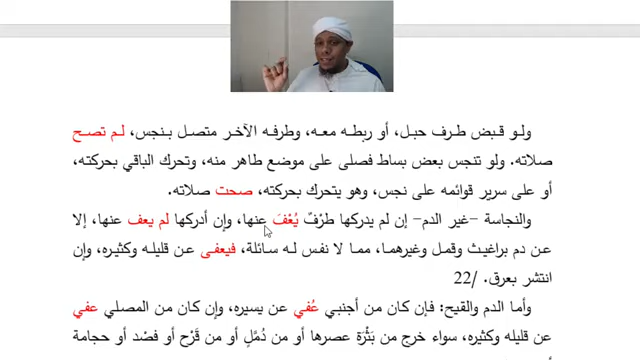 ولو قبض طرف حبل، أو ربطه معه، وطرفه الآخر متصل بنجس، لم تصح
صلاته. ولو تنجس بعض بساط فصلى على موضع طاهر منه، وتحرك الباقي بحركته،
أو على سرير قوائمه على نجس، وهو يتحرك بحركته، صحت صلاته.
والنجاسة -غير الدم- إن لم يدركها طرْفٌ يُعْفَ عنها، وإن أدركها لم يعف عنها، إلا
عن دم براغيث وقمل وغيرهما، مما لا نفس له سائلة، فيعفى عن قليله وكثيره، وإن
انتشر بعرق. /22
وأما الدم والقيح: فإن كان من أجنبي عُفي عن يسيره، وإن كان من المصلي عفي
عن قليله وكثيره، سواء خرج من بَثْرَة عصرها أو من دُمَّلٍ أو من قَرْح أو فصْد أو حجامة